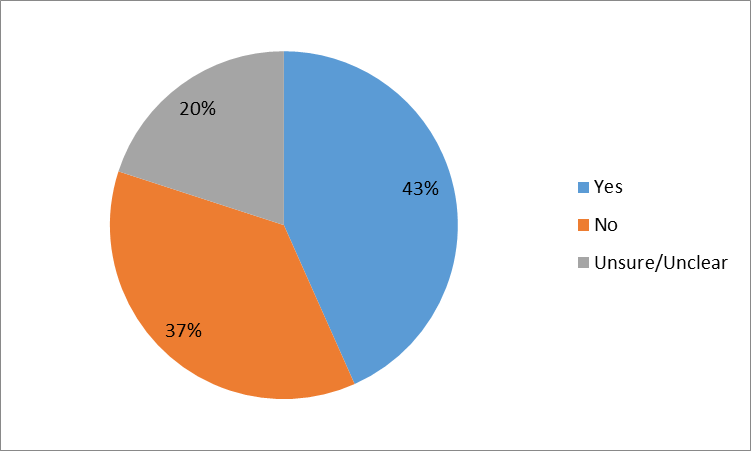 20%
43%
37%
Yes
No
Unsure/Unclear